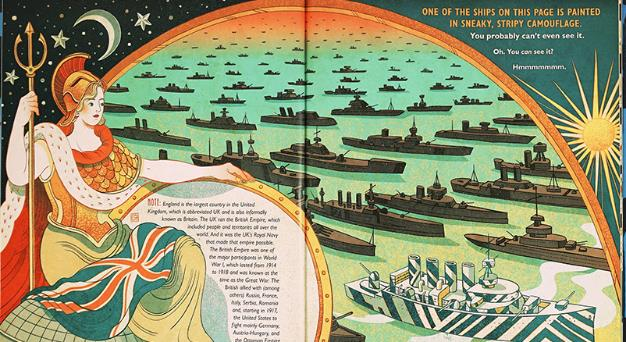 ONE OF THE SHIPS ON THIS PAGE IS PAINTED
IN SNEAKY, STRIPY CAMOUFLAGE.
You probably can't even see it.
Oh. You can see it?
Hmmmmmmm.
NOTE: England is the largest country in the United
Kingdom, which is abbreviated UK and is also informally
known as Britain. The UK ran the British Empire, which
included people and territories all over the
world. And it was the UK's Royal Navy
that made that empire possible.
The British Empire was one of
the major participants in World
War I, which lasted from 1914
to 1918 and was known at the
time as the Great War. The
British allied with (among
others) Russia, France,
Italy, Serbia, Romania
and, starting in 1917,
the United States to
fight mainly Germany,
Austria-Hungary, and
the Ottoman Empire